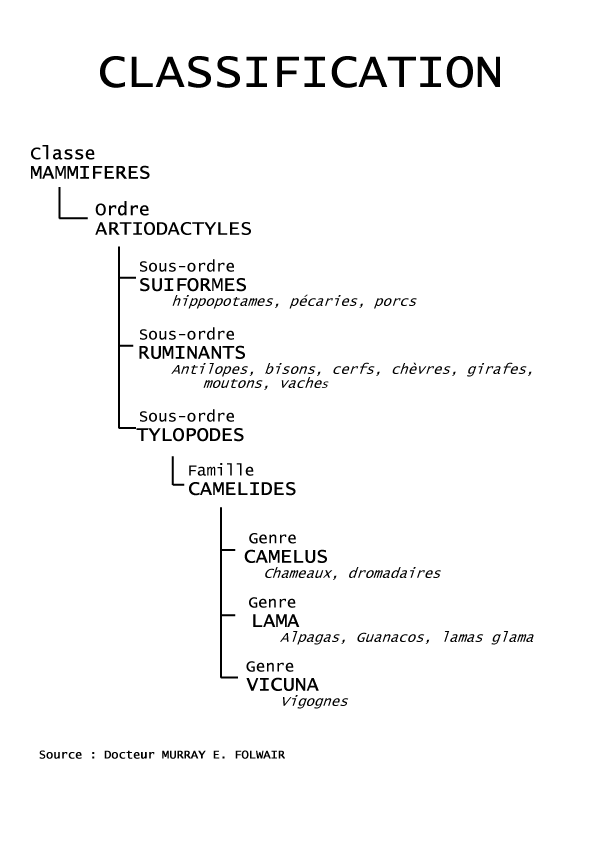 CLASSIFICATION
Classe
MAMMIFERES
Ordre
ARTIODACTYLES
Sous-ordre
SUIFORMES
hippopotames, pécaries, porcs
Sous-ordre
RUMINANTS
Antilopes, bisons, cerfs, chèvres, girafes,
moutons, vaches
Sous-ordre
TYLOPODES
Famille
CAMELIDES
Genre
CAMELUS
Chameaux, dromadaires
Genre
LAMA
Alpagas, Guanacos, lamas glama
Genre
VICUNA
Vigognes
Source : Docteur MURRAY E. FOLWAIR